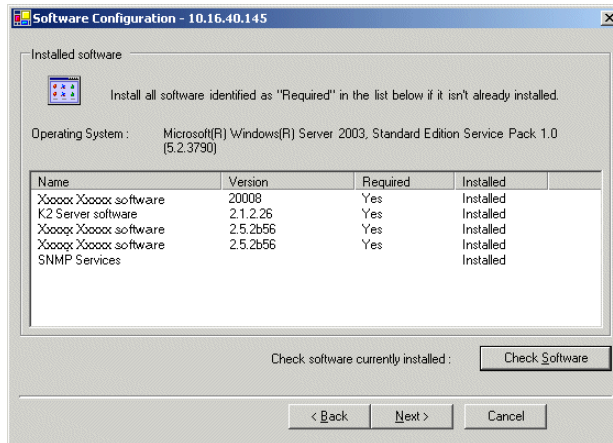 Software Configuration - 10.16.40.145
Installed software
Install all software identified as "Required" in the list below if it isn't already installed.
Operating System : Microsoft(R) Windows(R) Server 2003, Standard Edition Service Pack 1.0
(5.2.3790)
Name Version Required Installed
Xxxxx Xxxxx software 20008 Yes Installed
K2 Server software 2.1.2.26 Yes Installed
Xxxxx Xxxxx software 2.5.2b56 Yes Installed
Xxxxx Xxxxx software 2.5.2b56 Yes Installed
SNMP Services Installed
Check software currently installed : Check Software
< Back Next > Cancel